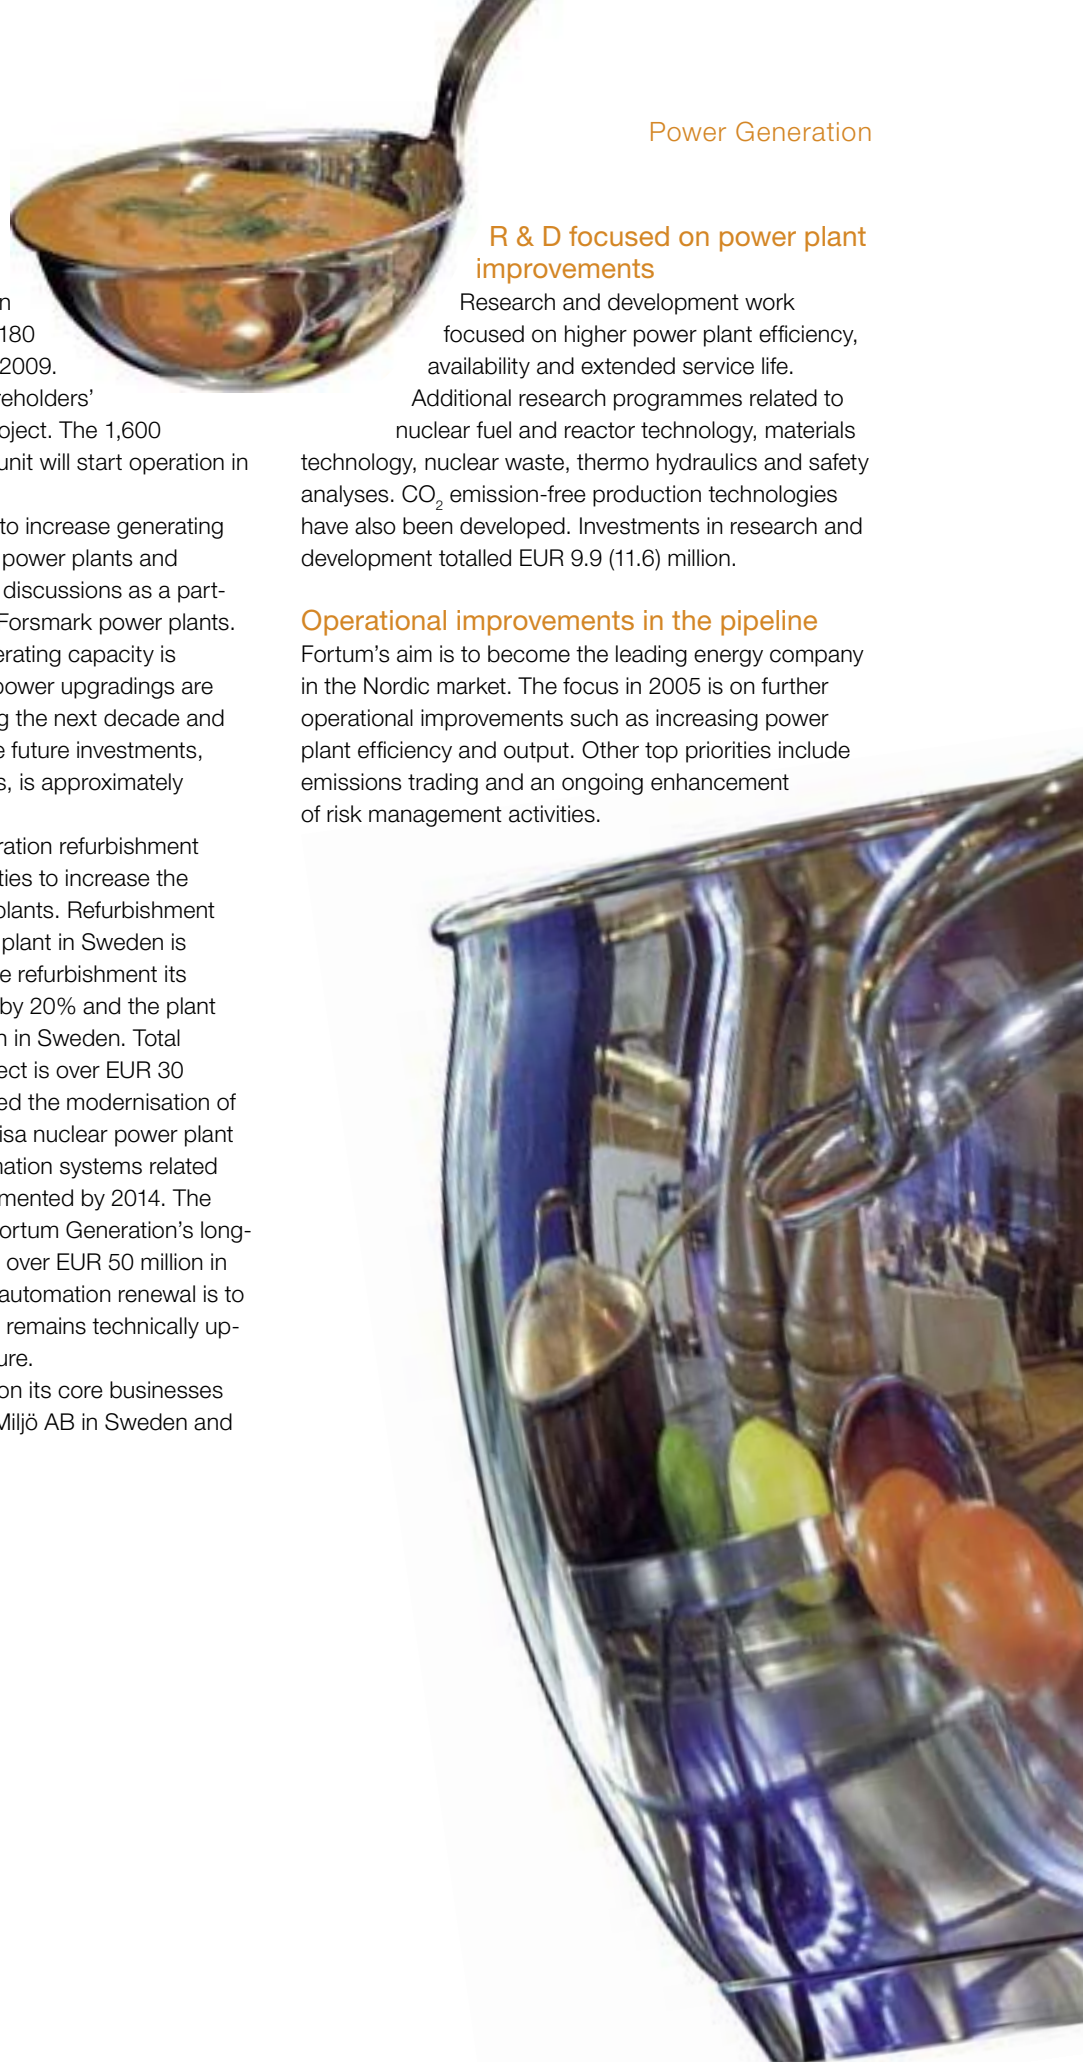 Power Generation
n
180
2009.
eholders'
oject. The 1,600
unit will start operation in
to increase generating
power plants and
discussions as a part-
Forsmark power plants.
erating capacity is
power upgradings are
g the next decade and
e future investments,
s, is approximately
ration refurbishment
ties to increase the
plants. Refurbishment
plant in Sweden is
e refurbishment its
by 20% and the plant
n in Sweden. Total
ect is over EUR 30
ed the modernisation of
isa nuclear power plant
nation systems related
mented by 2014. The
ortum Generation's long-
over EUR 50 million in
automation renewal is to
remains technically up-
ure.
on its core businesses
Miljö AB in Sweden and
R & D focused on power plant
improvements
Research and development work
focused on higher power plant efficiency,
availability and extended service life.
Additional research programmes related to
nuclear fuel and reactor technology, materials
technology, nuclear waste, thermo hydraulics and safety
analyses. CO₂ emission-free production technologies
have also been developed. Investments in research and
development totalled EUR 9.9 (11.6) million.
Operational improvements in the pipeline
Fortum's aim is to become the leading energy company
in the Nordic market. The focus in 2005 is on further
operational improvements such as increasing power
plant efficiency and output. Other top priorities include
emissions trading and an ongoing enhancement
of risk management activities.